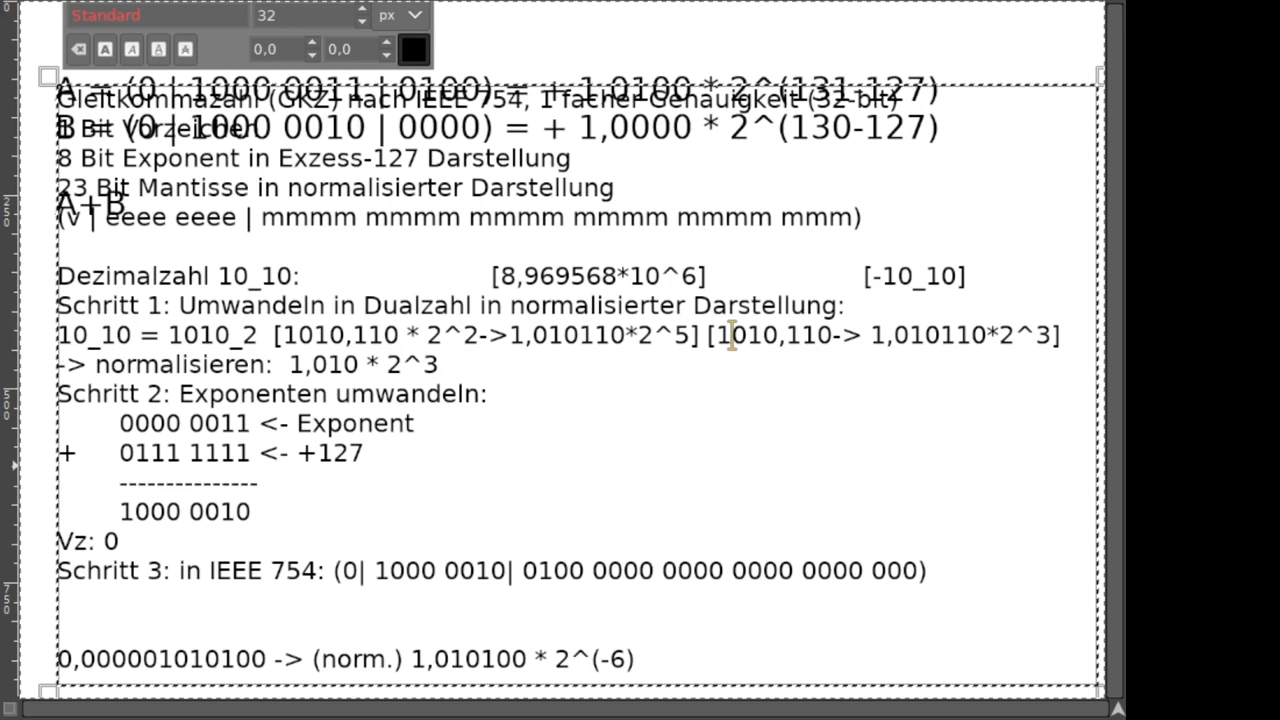 Standard 32 px
0,0 0,0
A = (0 | 1000 0011 | 0100) = + 1,0100 * 2^(131-127)
Gleitkommazahl (GKZ) nach IEEE 754, 1 facher Genauigkeit (32-bit)
B = (0 | 1000 0010 | 0000) = + 1,0000 * 2^(130-127)
1 Bit Vorzeichen
8 Bit Exponent in Exzess-127 Darstellung
23 Bit Mantisse in normalisierter Darstellung
A+B
(v | eeee eeee | mmmm mmmm mmmm mmmm mmmm mmm)
Dezimalzahl 10_10: [8,969568*10^6] [-10_10]
Schritt 1: Umwandeln in Dualzahl in normalisierter Darstellung:
10_10 = 1010_2 [1010,110 * 2^2->1,010110*2^5] [1010,110-> 1,010110*2^3]
-> normalisieren: 1,010 * 2^3
Schritt 2: Exponenten umwandeln:
0000 0011 <- Exponent
+ 0111 1111 <- +127
---------------
1000 0010
Vz: 0
Schritt 3: in IEEE 754: (0| 1000 0010| 0100 0000 0000 0000 0000 000)
0,000001010100 -> (norm.) 1,010100 * 2^(-6)